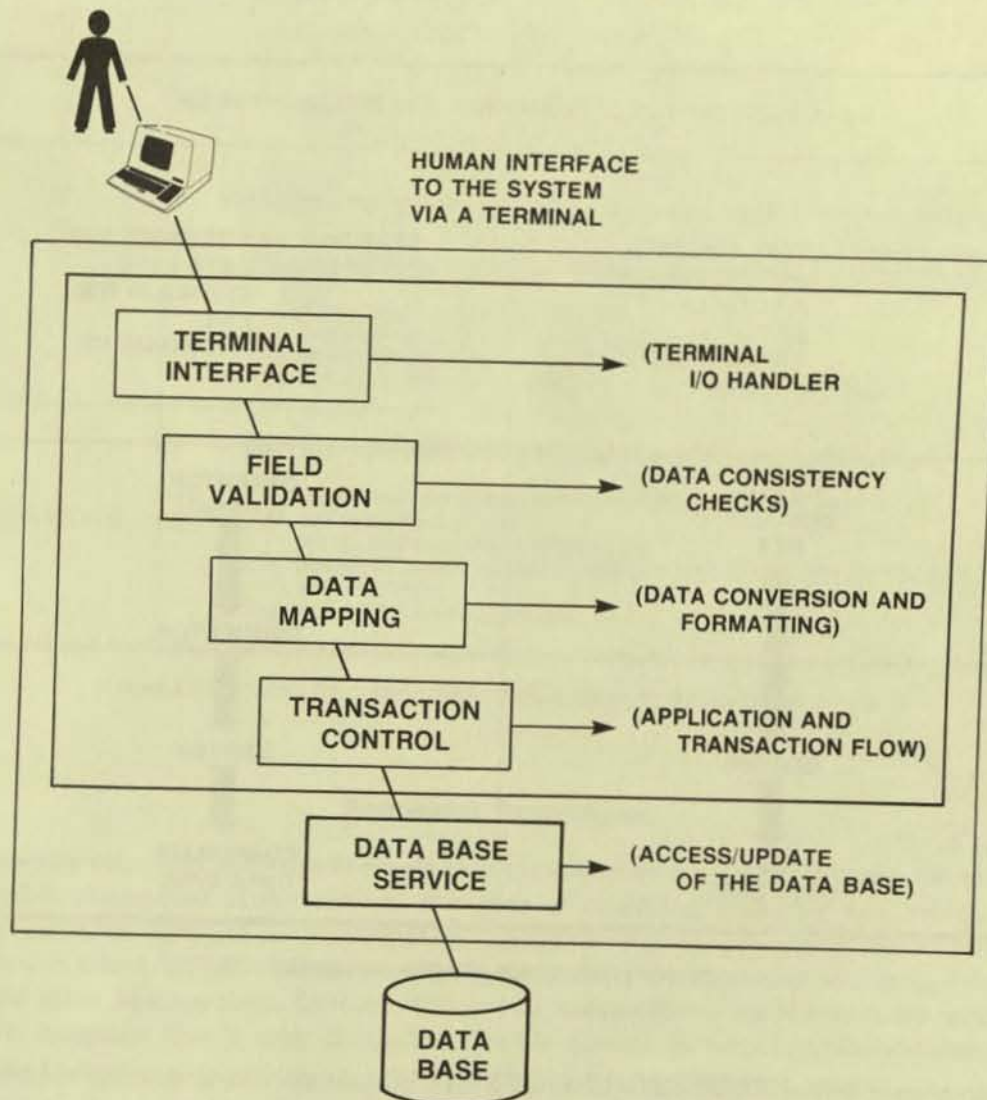 HUMAN INTERFACE
TO THE SYSTEM
VIA A TERMINAL
TERMINAL
INTERFACE
(TERMINAL
I/O HANDLER
FIELD
VALIDATION
(DATA CONSISTENCY
CHECKS)
DATA
MAPPING
(DATA CONVERSION AND
FORMATTING)
TRANSACTION
CONTROL
(APPLICATION AND
TRANSACTION FLOW)
DATA BASE
SERVICE
(ACCESS/UPDATE
OF THE DATA BASE)
DATA
BASE